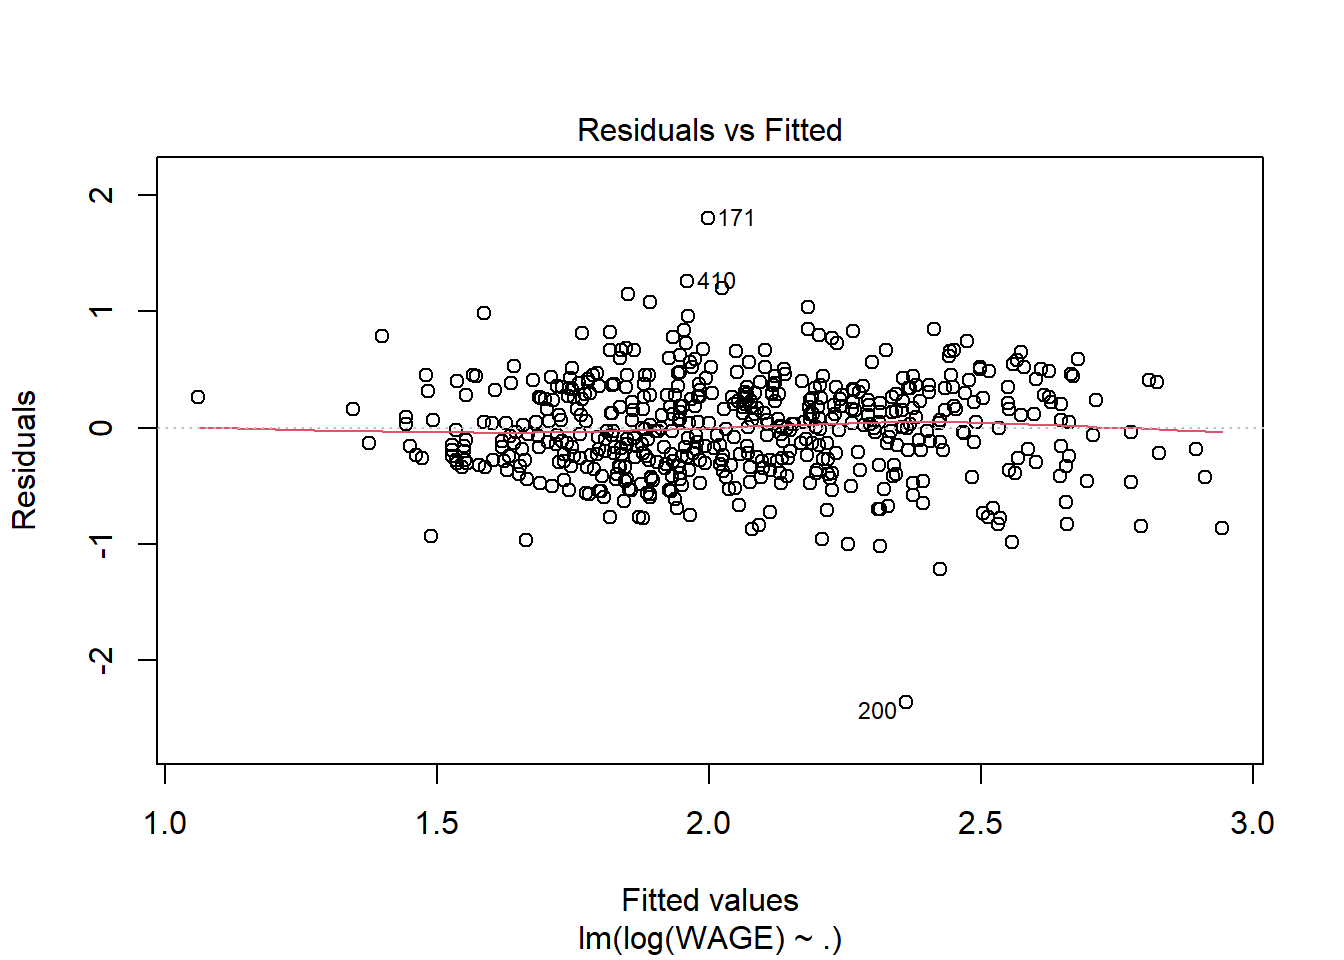 Residuals vs Fitted
Residuals
2
1
0
-1
-2
171
410
200
1.0 1.5 2.0 2.5 3.0
Fitted values
lm(log(WAGE) ~ .)